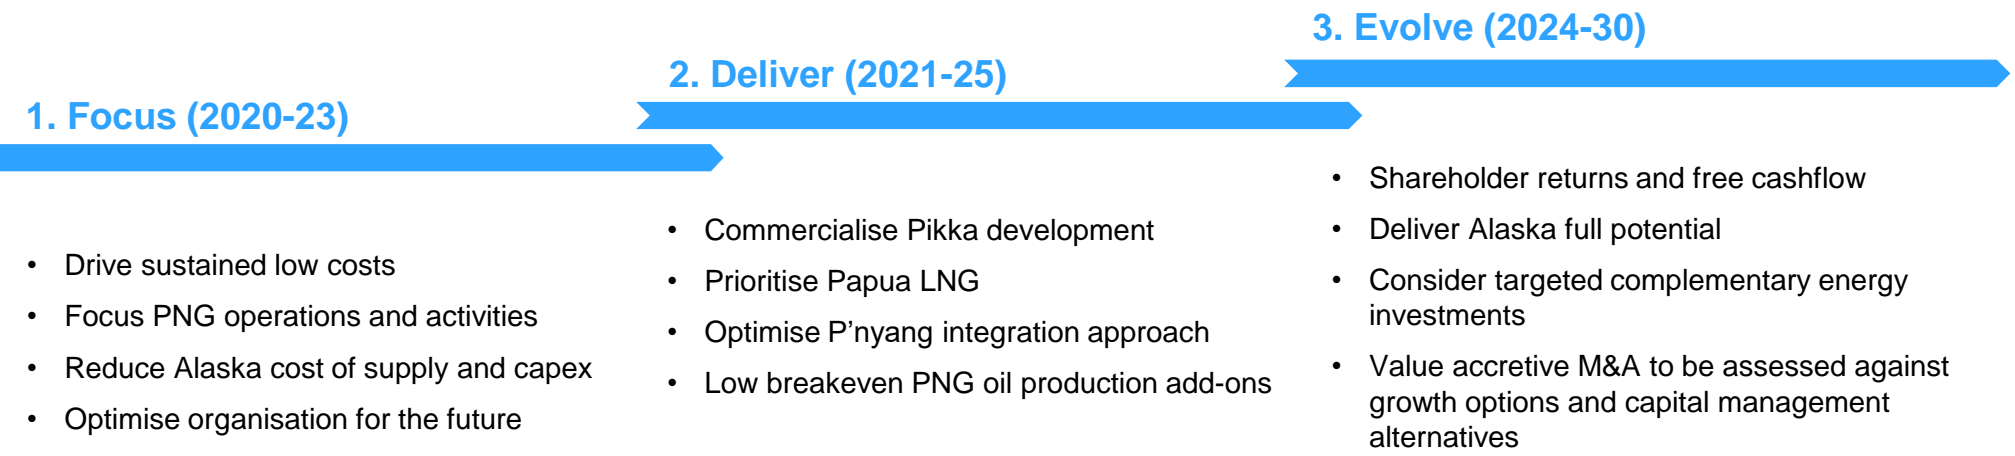 1. Focus (2020-23)
• Drive sustained low costs
• Focus PNG operations and activities
• Reduce Alaska cost of supply and capex
• Optimise organisation for the future
2. Deliver (2021-25)
• Commercialise Pikka development
• Prioritise Papua LNG
• Optimise P’nyang integration approach
• Low breakeven PNG oil production add-ons
3. Evolve (2024-30)
• Shareholder returns and free cashflow
• Deliver Alaska full potential
• Consider targeted complementary energy
investments
• Value accretive M&A to be assessed against
growth options and capital management
alternatives